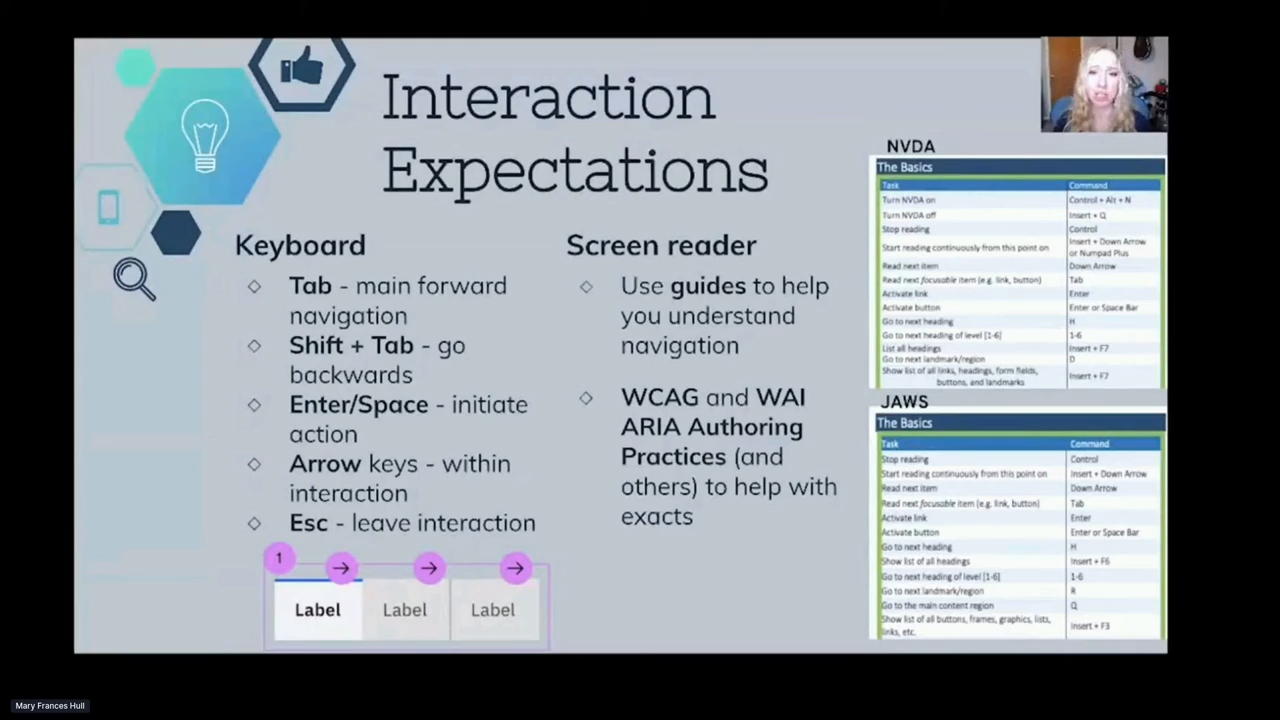 Interaction
Expectations
Keyboard
Tab - main forward
navigation
Shift + Tab - go
backwards
Enter/Space - initiate
action
Arrow keys - within
interaction
Esc - leave interaction
1
Label Label Label
Screen reader
Use guides to help
you understand
navigation
WCAG and WAI
ARIA Authoring
Practices (and
others) to help with
exacts
NVDA
The Basics
Task Command
Turn NVDA on Control + Alt + N
Turn NVDA off Insert + Q
Stop reading Control
Start reading continuously from this point on Insert + Down Arrow
or Numpad Plus
Read next item Down Arrow
Read next focusable item (e.g. link, button) Tab
Activate link Enter
Activate button Enter or Space Bar
Go to next heading H
Go to next heading of level [1-6] 1-6
List all headings Insert + F7
Go to next landmark/region D
Show list of all links, headings, form fields, Insert + F7
buttons, and landmarks
JAWS
The Basics
Task Command
Stop reading Control
Start reading continuously from this point on Insert + Down Arrow
Read next item Down Arrow
Read next focusable item (e.g. link, button) Tab
Activate link Enter
Activate button Enter or Space Bar
Go to next heading H
Show list of all headings Insert + F6
Go to next heading of level [1-6] 1-6
Go to next landmark/region R
Go to the main content region Q
Show list of all buttons, frames, graphics, lists, Insert + F3
links, etc.
Mary Frances Hull